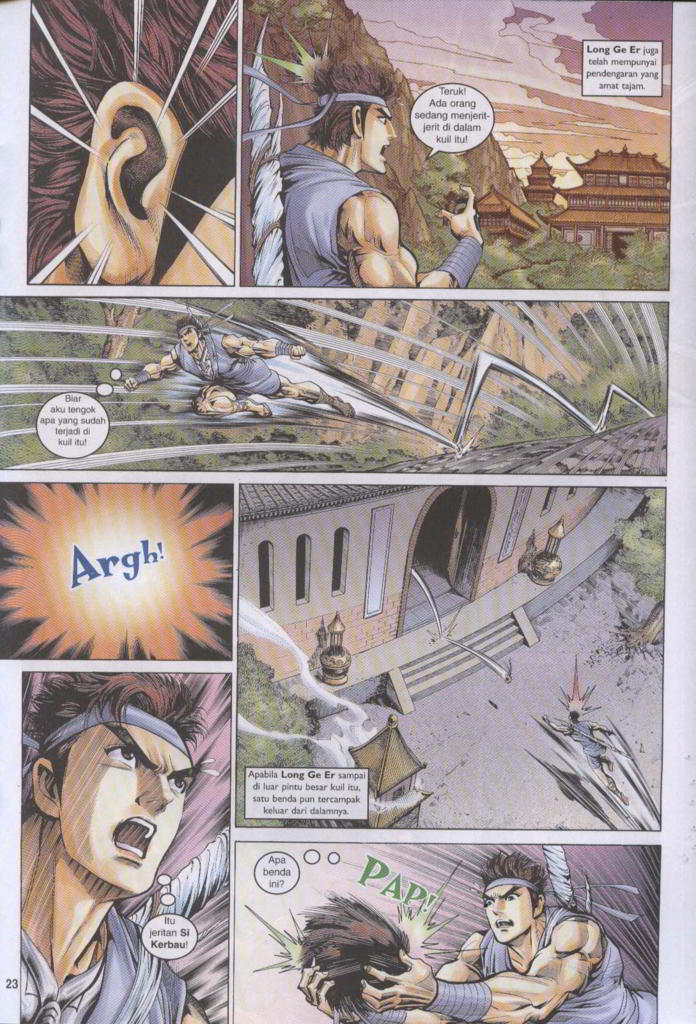 Long Ge Er juga
telah mempunyai
pendengaran yang
amat tajam.
Teruk!
Ada orang
sedang menjerit-
jerit di dalam
kuil itu!
Biar
aku tengok
apa yang sudah
terjadi di
kuil itu!
Argh!
Apabila Long Ge Er sampai
di luar pintu besar kuil itu,
satu benda pun tercampak
keluar dari dalamnya.
Itu
jeritan Si
Kerbau!
Apa
benda
ini?
PAP!
23